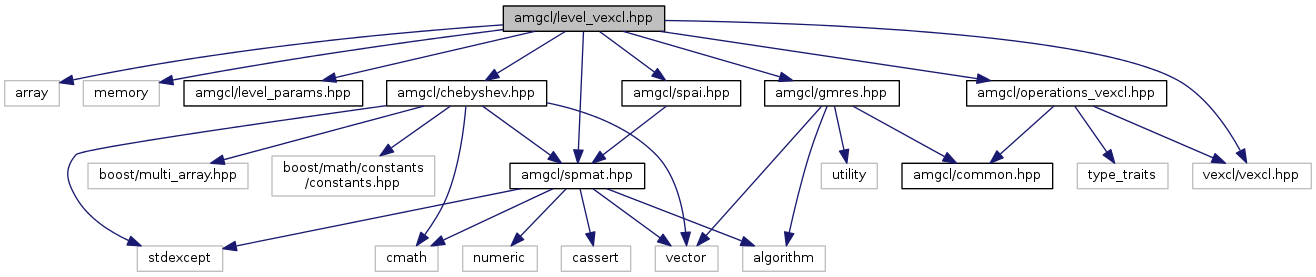 amgcl/level_vexcl.hpp
array
memory
amgcl/level_params.hpp
amgcl/chebyshev.hpp
amgcl/spai.hpp
amgcl/gmres.hpp
amgcl/operations_vexcl.hpp
boost/multi_array.hpp
boost/math/constants
/constants.hpp
amgcl/spmat.hpp
utility
amgcl/common.hpp
type_traits
vexcl/vexcl.hpp
stdexcept
cmath
numeric
cassert
vector
algorithm